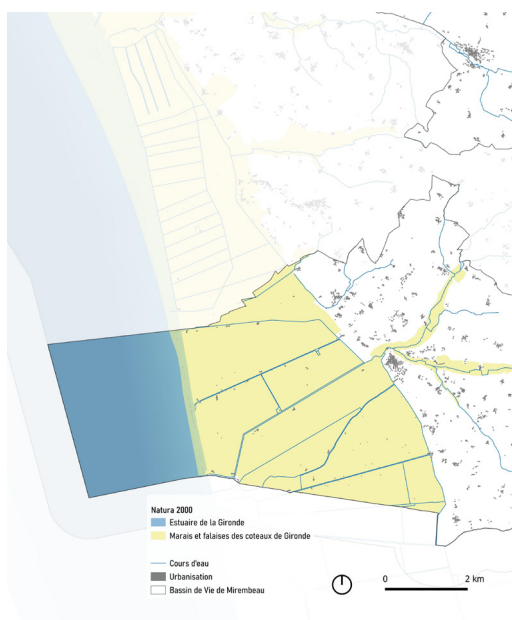 Natura 2000
Estuaire de la Gironde
Marais et falaises des coteaux de Gironde
Cours d'eau
Urbanisation
Bassin de Vie de Mirembeau
0 2 km